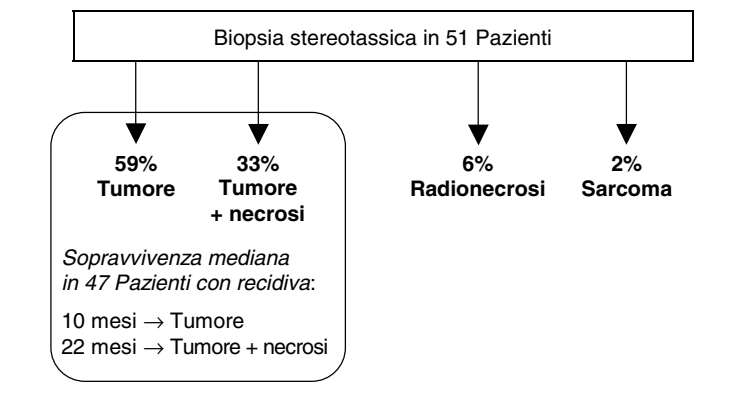 Biopsia stereotassica in 51 Pazienti
59%
Tumore
33%
Tumore
+ necrosi
6%
Radionecrosi
2%
Sarcoma
Sopravvivenza mediana
in 47 Pazienti con recidiva:
10 mesi → Tumore
22 mesi → Tumore + necrosi